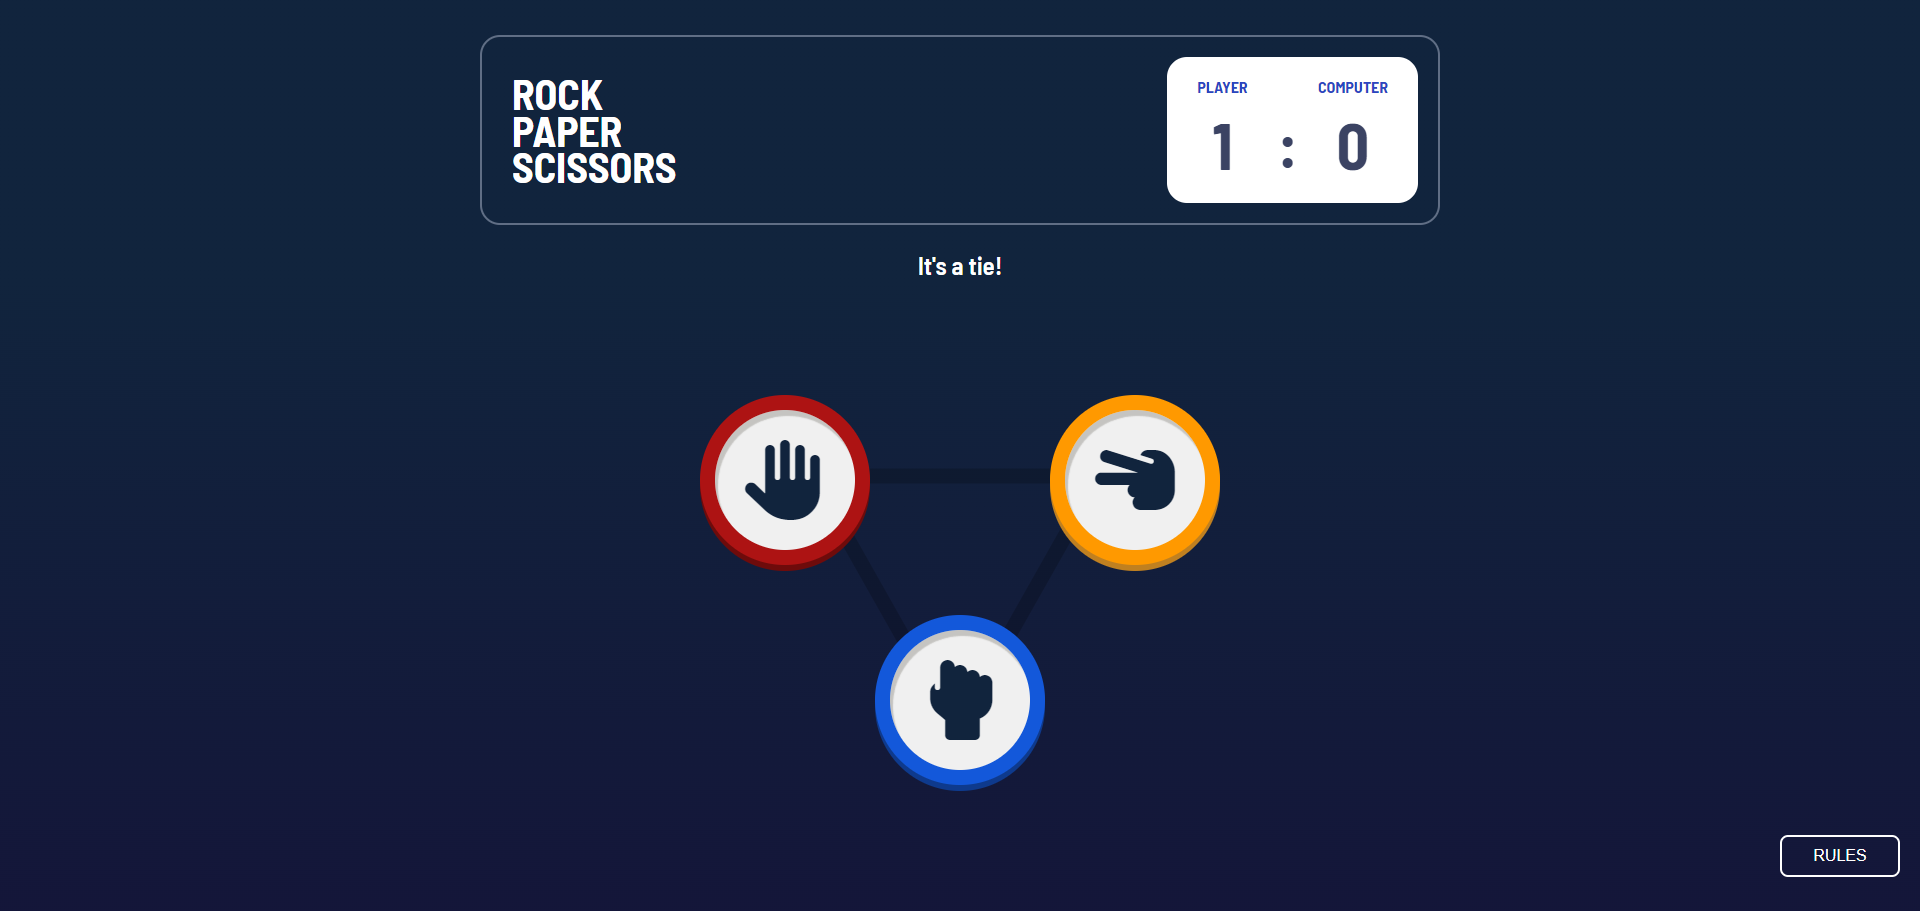 ROCK
PAPER
SCISSORS
PLAYER COMPUTER
1 : 0
It's a tie!
RULES